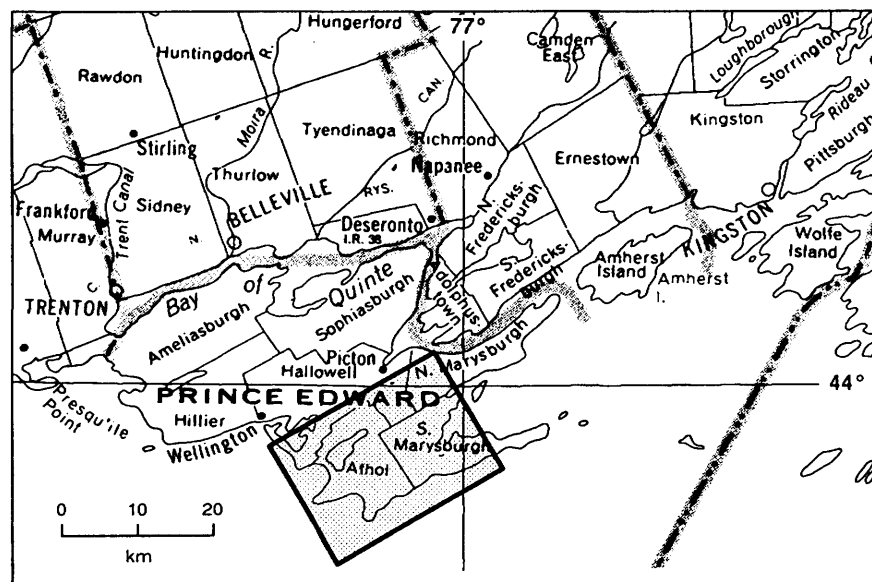 Hungerford
77°
Camden
East
Loughborough
Storrington
Huntingdon
Rawdon
Moira R.
CAN.
Rideau
Kingston
Tyendinaga
Richmond
Stirling
Napanee
Ernestown
Pittsburgh
Thurlow
RYS.
Trent Canal
Sidney
BELLEVILLE
N.
Fredericks-
burgh
Frankford
Murray
N.
Deseronto
I.R. 38
S.
Fredericks-
burgh
KINGSTON
Wolfe
Island
Amherst
Island
Amherst
I.
C.
TRENTON
Bay of Quinte
Sophiasburgh
Adolphus-
town
Ameliasburgh
Picton
Hallowell
N. Marysburgh
44°
Presqu'ile
Point
PRINCE EDWARD
Hillier
Wellington
S.
Marysburgh
Athol
0 10 20
km